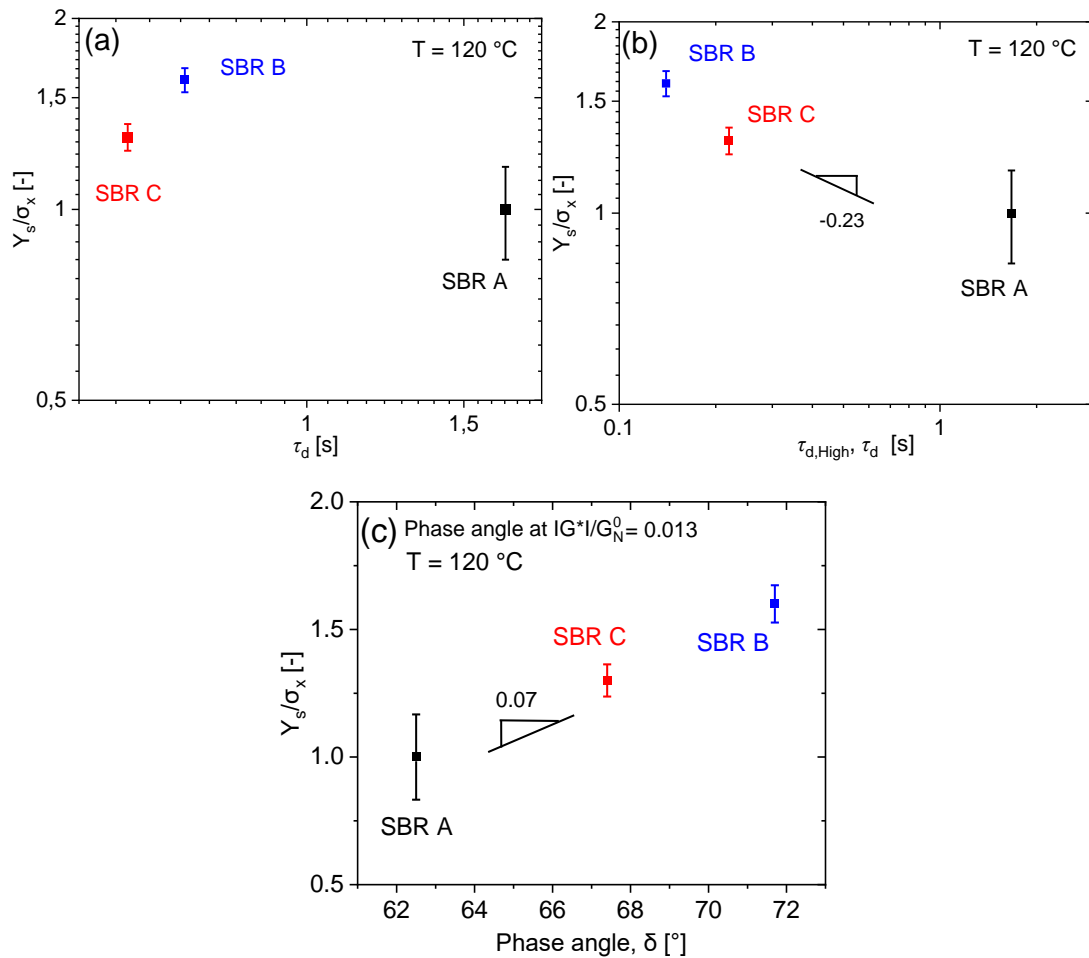 (a)
T = 120 °C
SBR B
SBR C
SBR A
2
1.5
1
0,5
Y_s/σ_x [-]
1
1,5
τ_d [s]
(b)
T = 120 °C
SBR B
SBR C
-0.23
SBR A
2
1.5
1
0.5
Y_s/σ_x [-]
0.1
1
τ_d,High, τ_d [s]
(c) Phase angle at IG*I/G_N^0 = 0.013
T = 120 °C
SBR C
SBR B
0.07
SBR A
2.0
1.5
1.0
0.5
Y_s/σ_x [-]
62 64 66 68 70 72
Phase angle, δ [°]